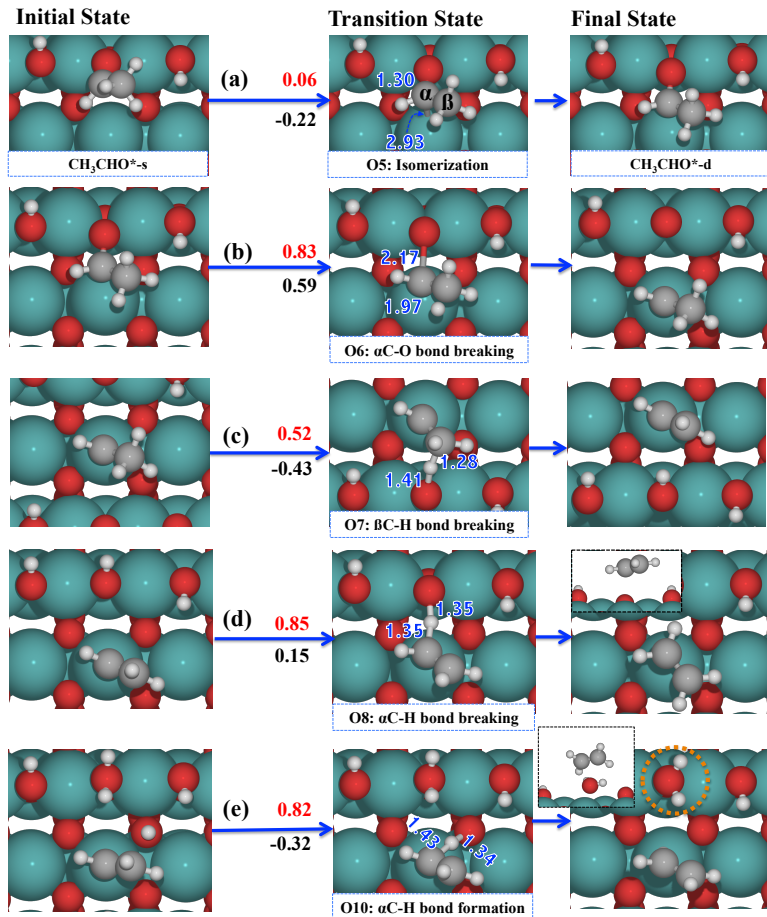 Initial State
Transition State
Final State
(a)
0.06
-0.22
1.30
α
ß
2.93
CH₃CHO*-s
O5: Isomerization
CH₃CHO*-d
(b)
0.83
0.59
2.17
1.97
O6: αC-O bond breaking
(c)
0.52
-0.43
1.28
1.41
O7: ßC-H bond breaking
(d)
0.85
0.15
1.35
1.35
O8: αC-H bond breaking
(e)
0.82
-0.32
1.43
1.34
O10: αC-H bond formation